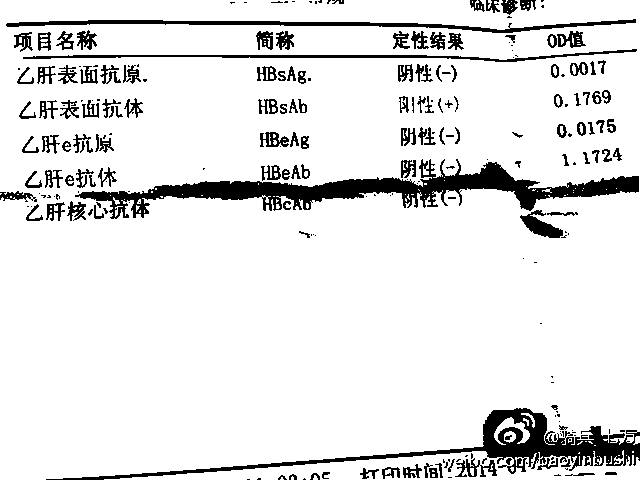 临床诊断：
项目名称 简称 定性结果 OD值
乙肝表面抗原. HBsAg. 阴性(-) 0.0017
乙肝表面抗体 HBsAb 阳性(+) 0.1769
乙肝e抗原 HBeAg 阴性(-) 0.0175
乙肝e抗体 HBeAb 阴性(-) 1.1724
乙肝核心抗体 HBcAb 阴性(-)
@骑兵_七万
打印时间:2014
weibo.com/baoyinbushi